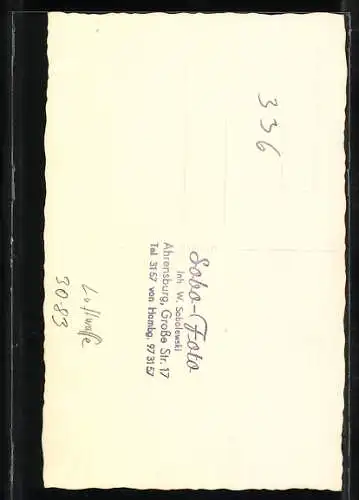 336
Sobo-Foto
Inh. W. Sobolewski
Ahrensburg, Große Str. 17
Tel. 3157 von Hambg. 973157
Luftwaffe
3083